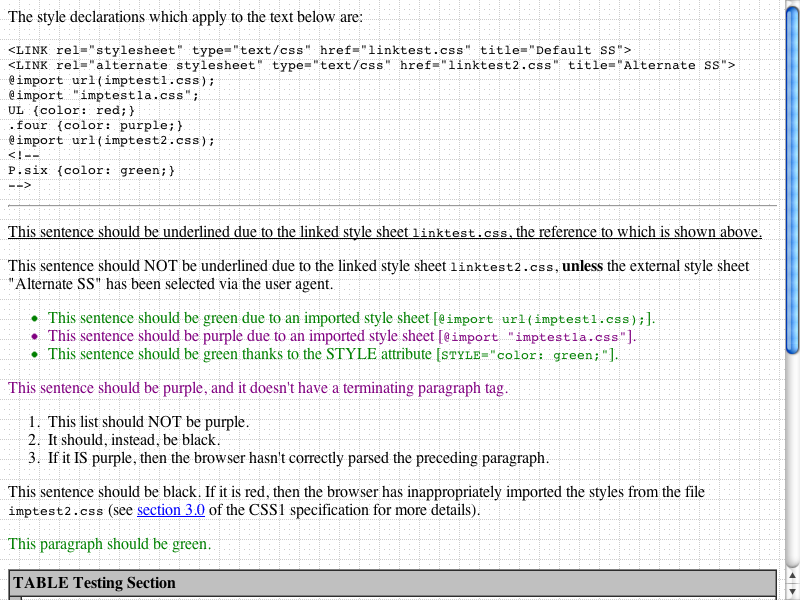 The style declarations which apply to the text below are:
<LINK rel="stylesheet" type="text/css" href="linktest.css" title="Default SS">
<LINK rel="alternate stylesheet" type="text/css" href="linktest2.css" title="Alternate SS">
@import url(imptest1.css);
@import "imptest1a.css";
UL {color: red;}
.four {color: purple;}
@import url(imptest2.css);
<!--
P.six {color: green;}
-->
This sentence should be underlined due to the linked style sheet linktest.css, the reference to which is shown above.
This sentence should NOT be underlined due to the linked style sheet linktest2.css, unless the external style sheet
"Alternate SS" has been selected via the user agent.
• This sentence should be green due to an imported style sheet [@import url(imptest1.css);].
• This sentence should be purple due to an imported style sheet [@import "imptest1a.css"].
• This sentence should be green thanks to the STYLE attribute [STYLE="color: green;"].
This sentence should be purple, and it doesn't have a terminating paragraph tag.
1. This list should NOT be purple.
2. It should, instead, be black.
3. If it IS purple, then the browser hasn't correctly parsed the preceding paragraph.
This sentence should be black. If it is red, then the browser has inappropriately imported the styles from the file
imptest2.css (see section 3.0 of the CSS1 specification for more details).
This paragraph should be green.
TABLE Testing Section